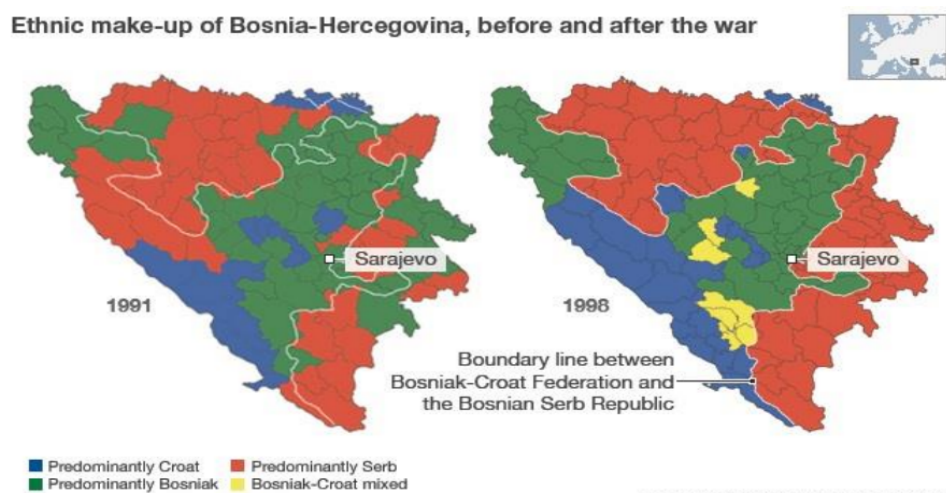 Ethnic make-up of Bosnia-Hercegovina, before and after the war
Sarajevo
1991
Sarajevo
1998
Boundary line between
Bosniak-Croat Federation and
the Bosnian Serb Republic
Predominantly Croat
Predominantly Serb
Predominantly Bosniak
Bosniak-Croat mixed